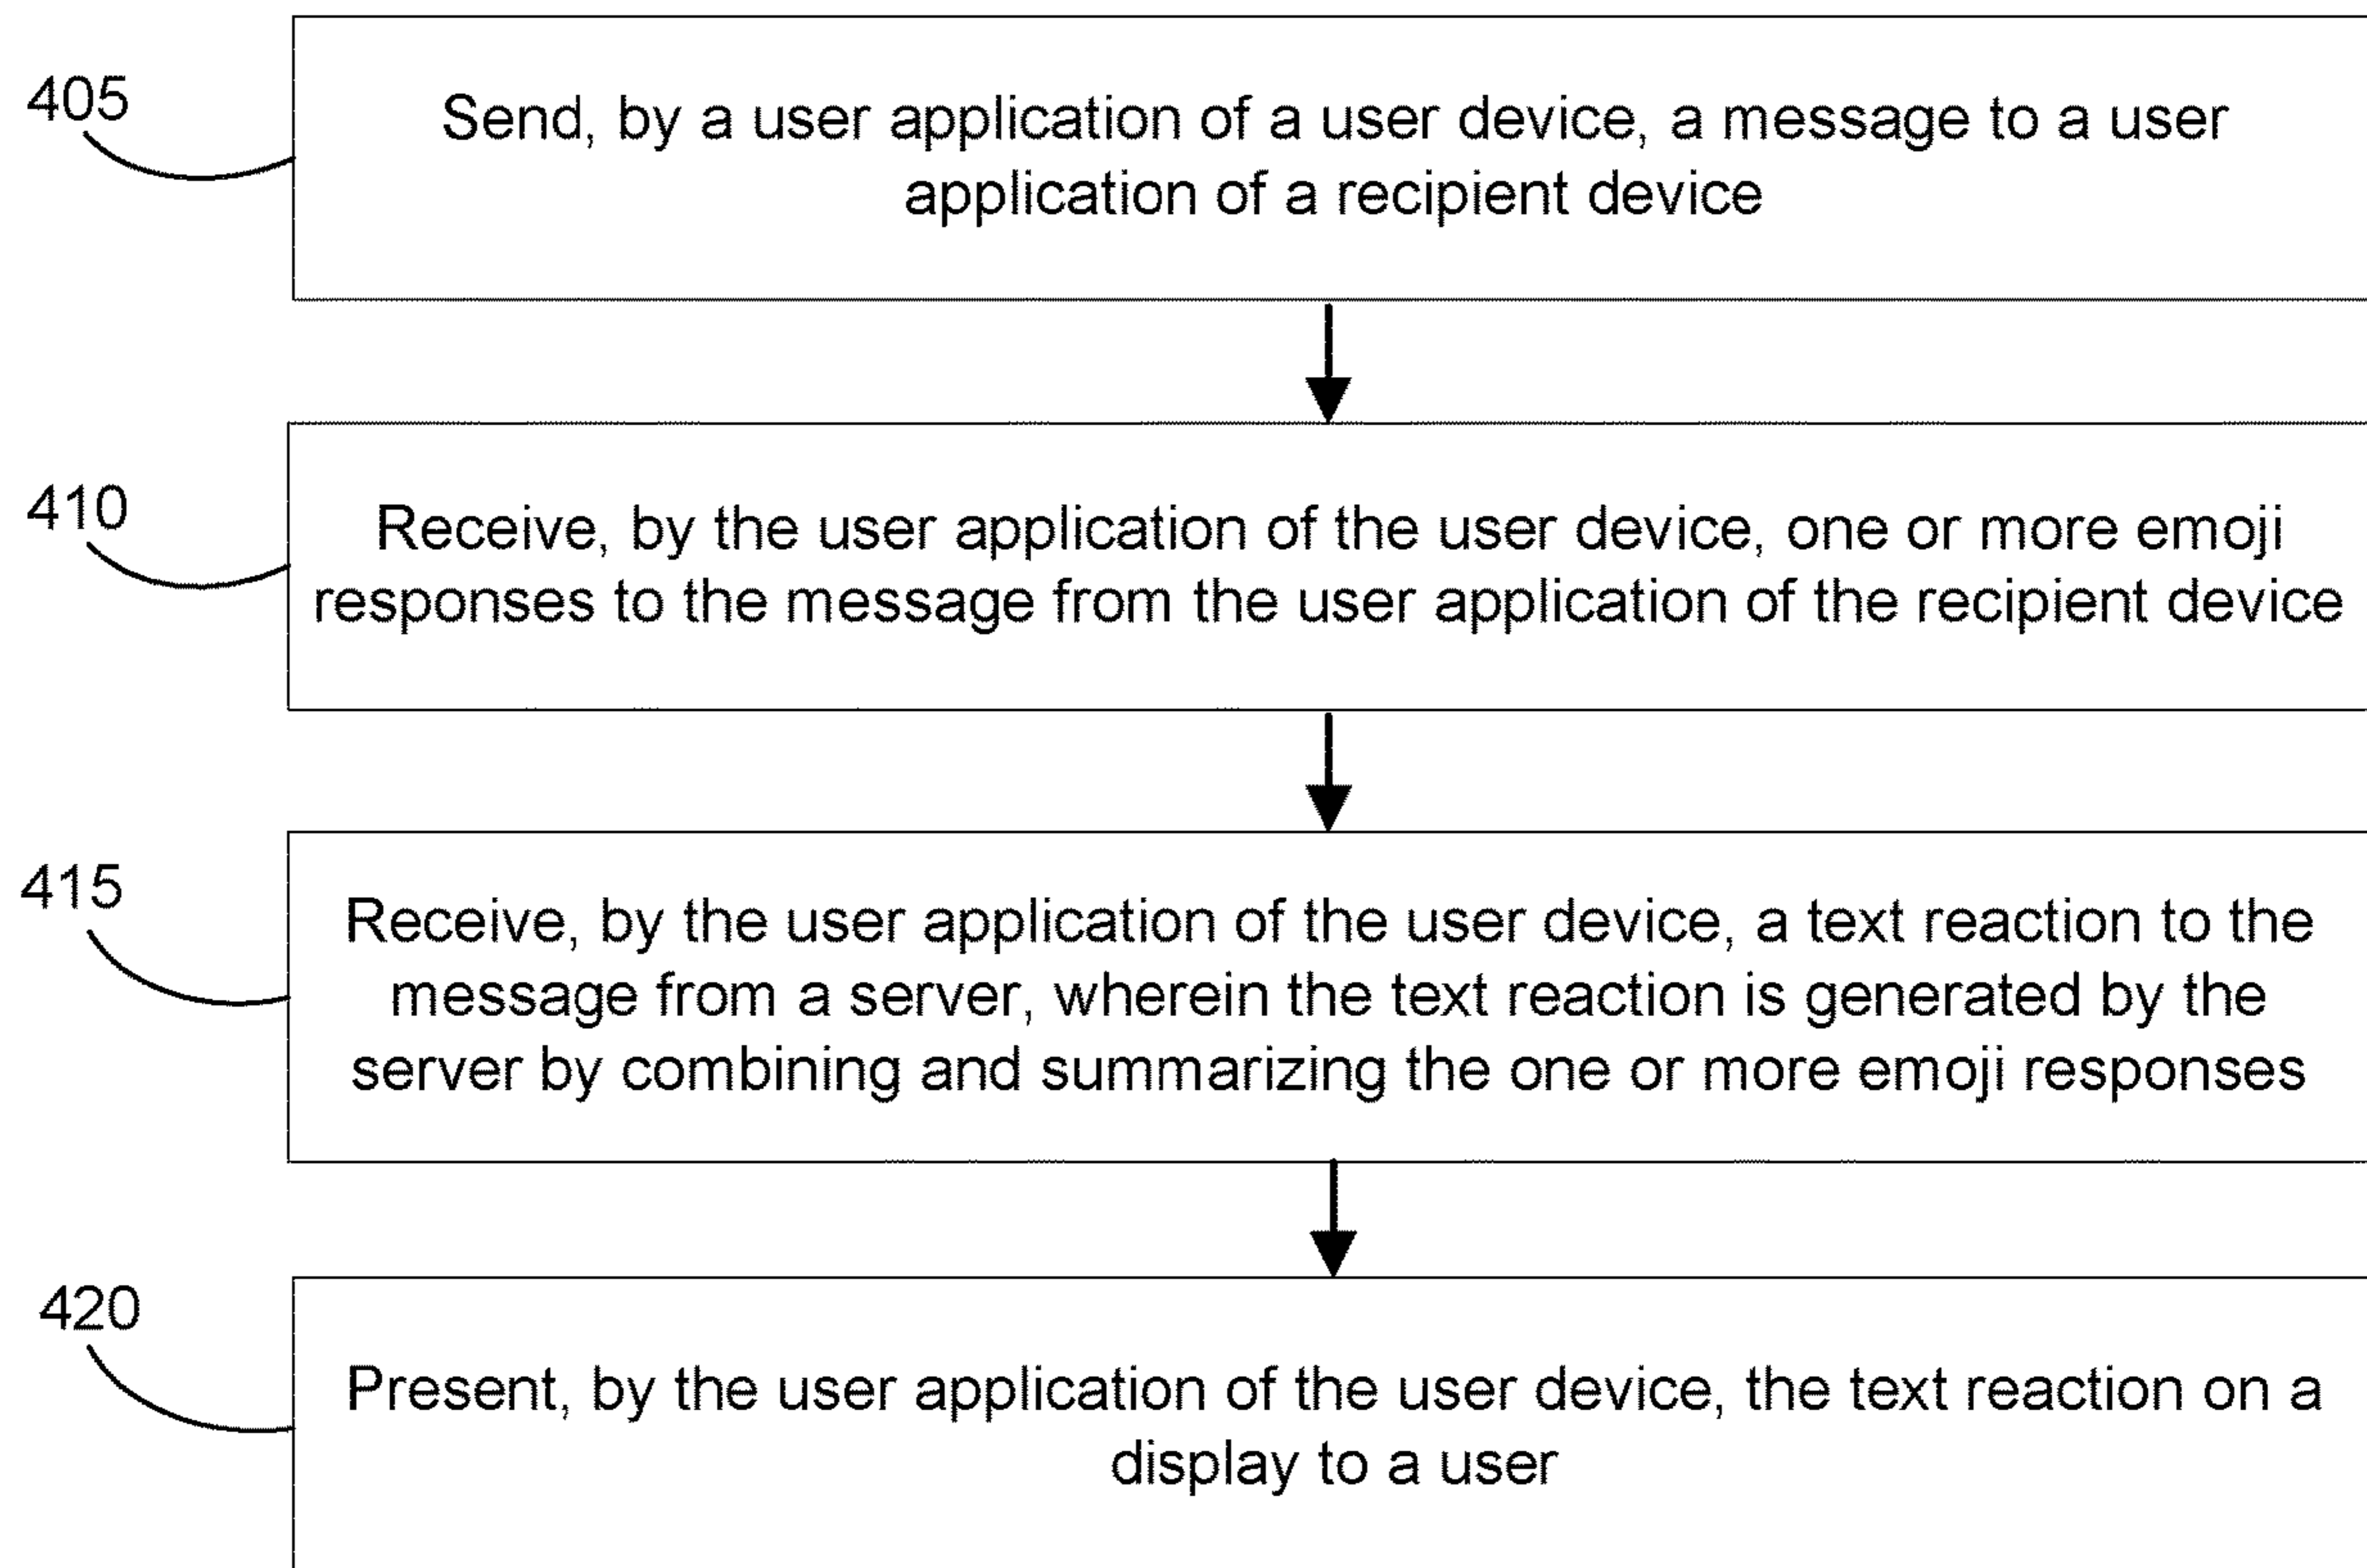 405
Send, by a user application of a user device, a message to a user
application of a recipient device
410
Receive, by the user application of the user device, one or more emoji
responses to the message from the user application of the recipient device
415
Receive, by the user application of the user device, a text reaction to the
message from a server, wherein the text reaction is generated by the
server by combining and summarizing the one or more emoji responses
420
Present, by the user application of the user device, the text reaction on a
display to a user